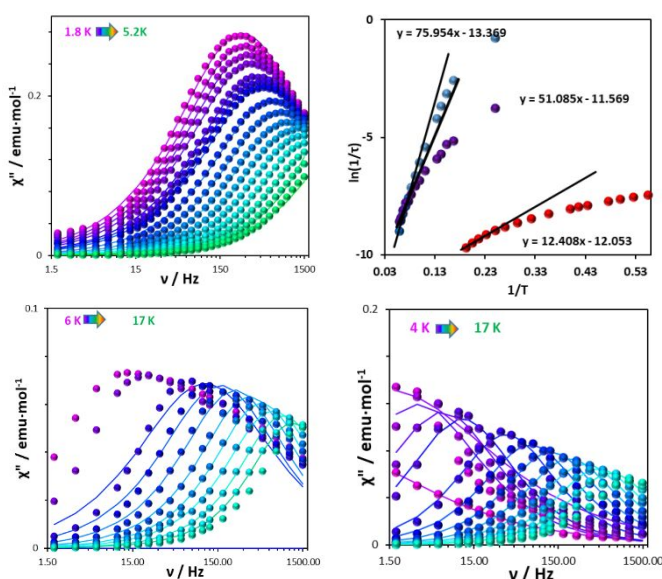 1.8 K 5.2K
0.2
χ'' / emu·mol⁻¹
0
1.5 15 150 1500
ν / Hz
0
y = 75.954x - 13.369
y = 51.085x - 11.569
ln(1/τ)
-5
y = 12.408x - 12.053
-10
0.03 0.13 0.23 0.33 0.43 0.53
1/T
0.1
6 K 17 K
χ'' / emu·mol⁻¹
0
1.50 15.00 150.00 1500.00
ν / Hz
0.2
4 K 17 K
χ'' / emu·mol⁻¹
0
1.50 15.00 150.00 1500.00
ν / Hz